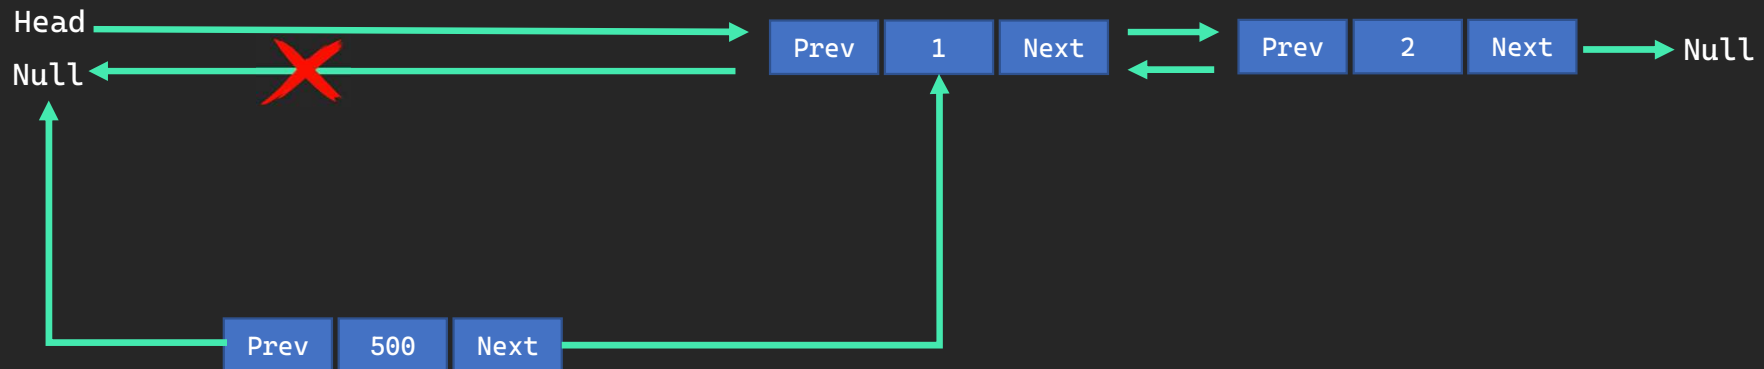 Head
Prev 1 Next Prev 2 Next Null
Null
Prev 500 Next